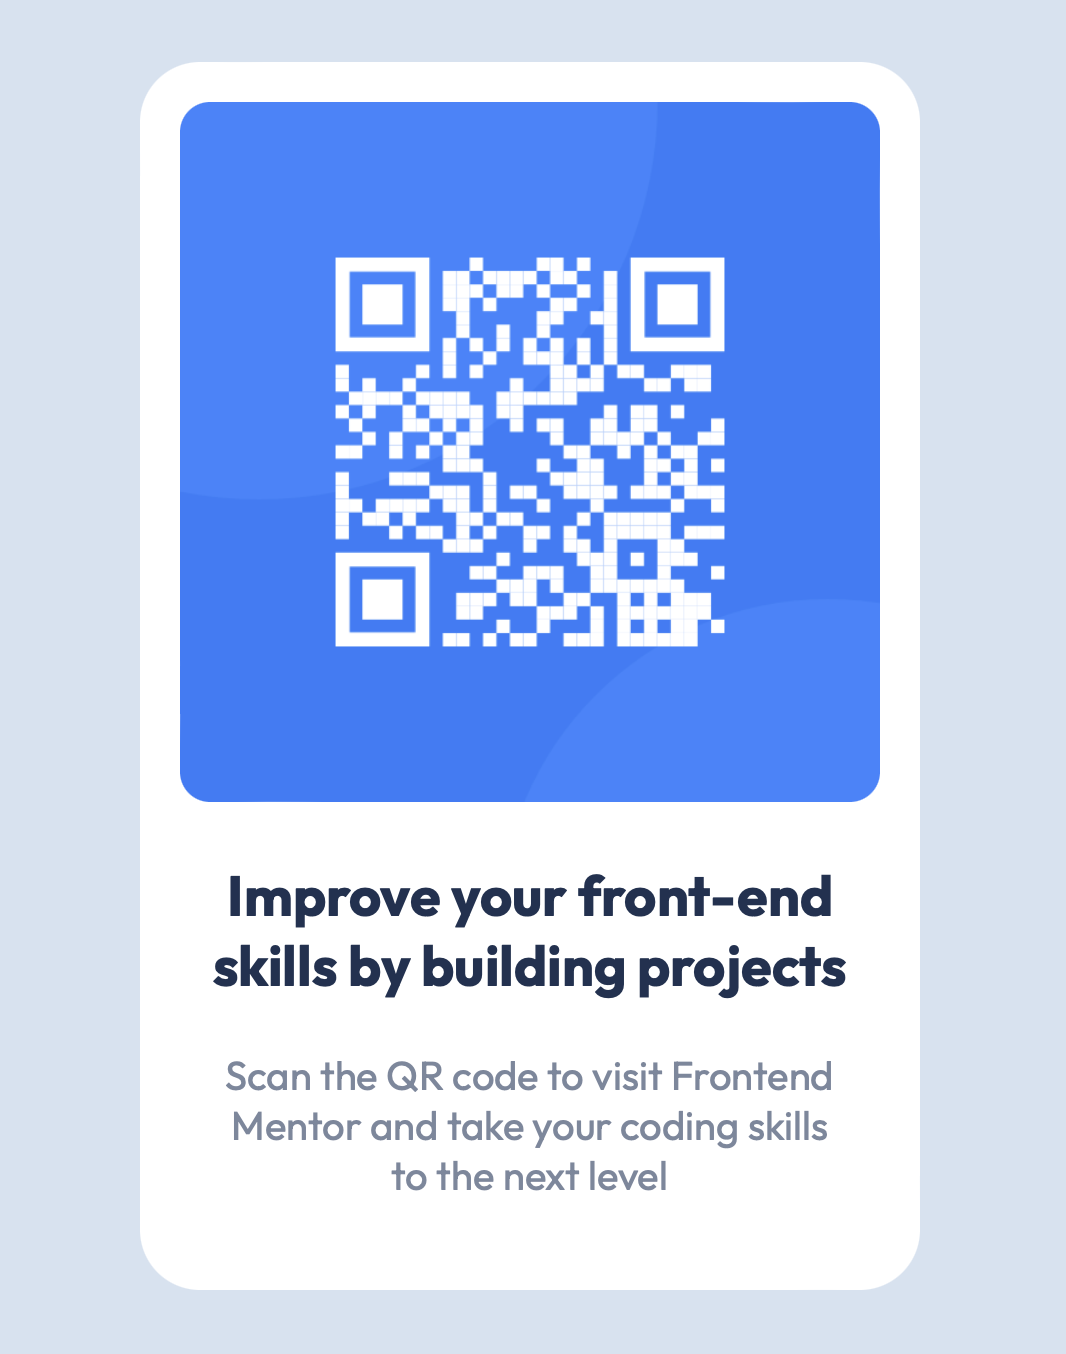 Improve your front-end
skills by building projects
Scan the QR code to visit Frontend
Mentor and take your coding skills
to the next level